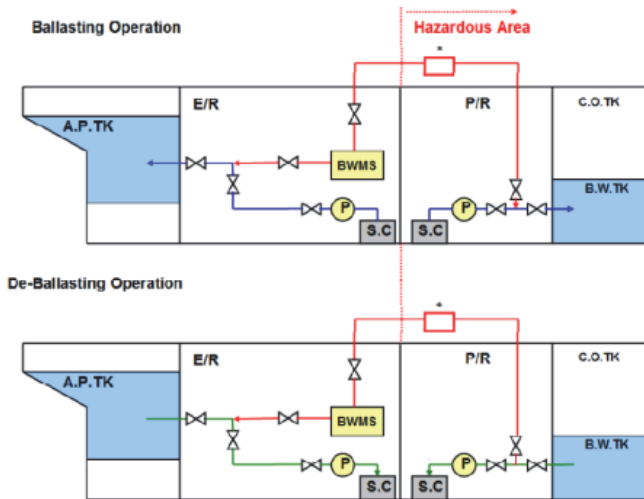 Ballasting Operation
Hazardous Area
*
E/R
P/R
C.O.TK
A.P.TK
BWMS
B.W.TK
P
P
S.C
S.C
De-Ballasting Operation
*
E/R
P/R
C.O.TK
A.P.TK
BWMS
B.W.TK
P
P
S.C
S.C